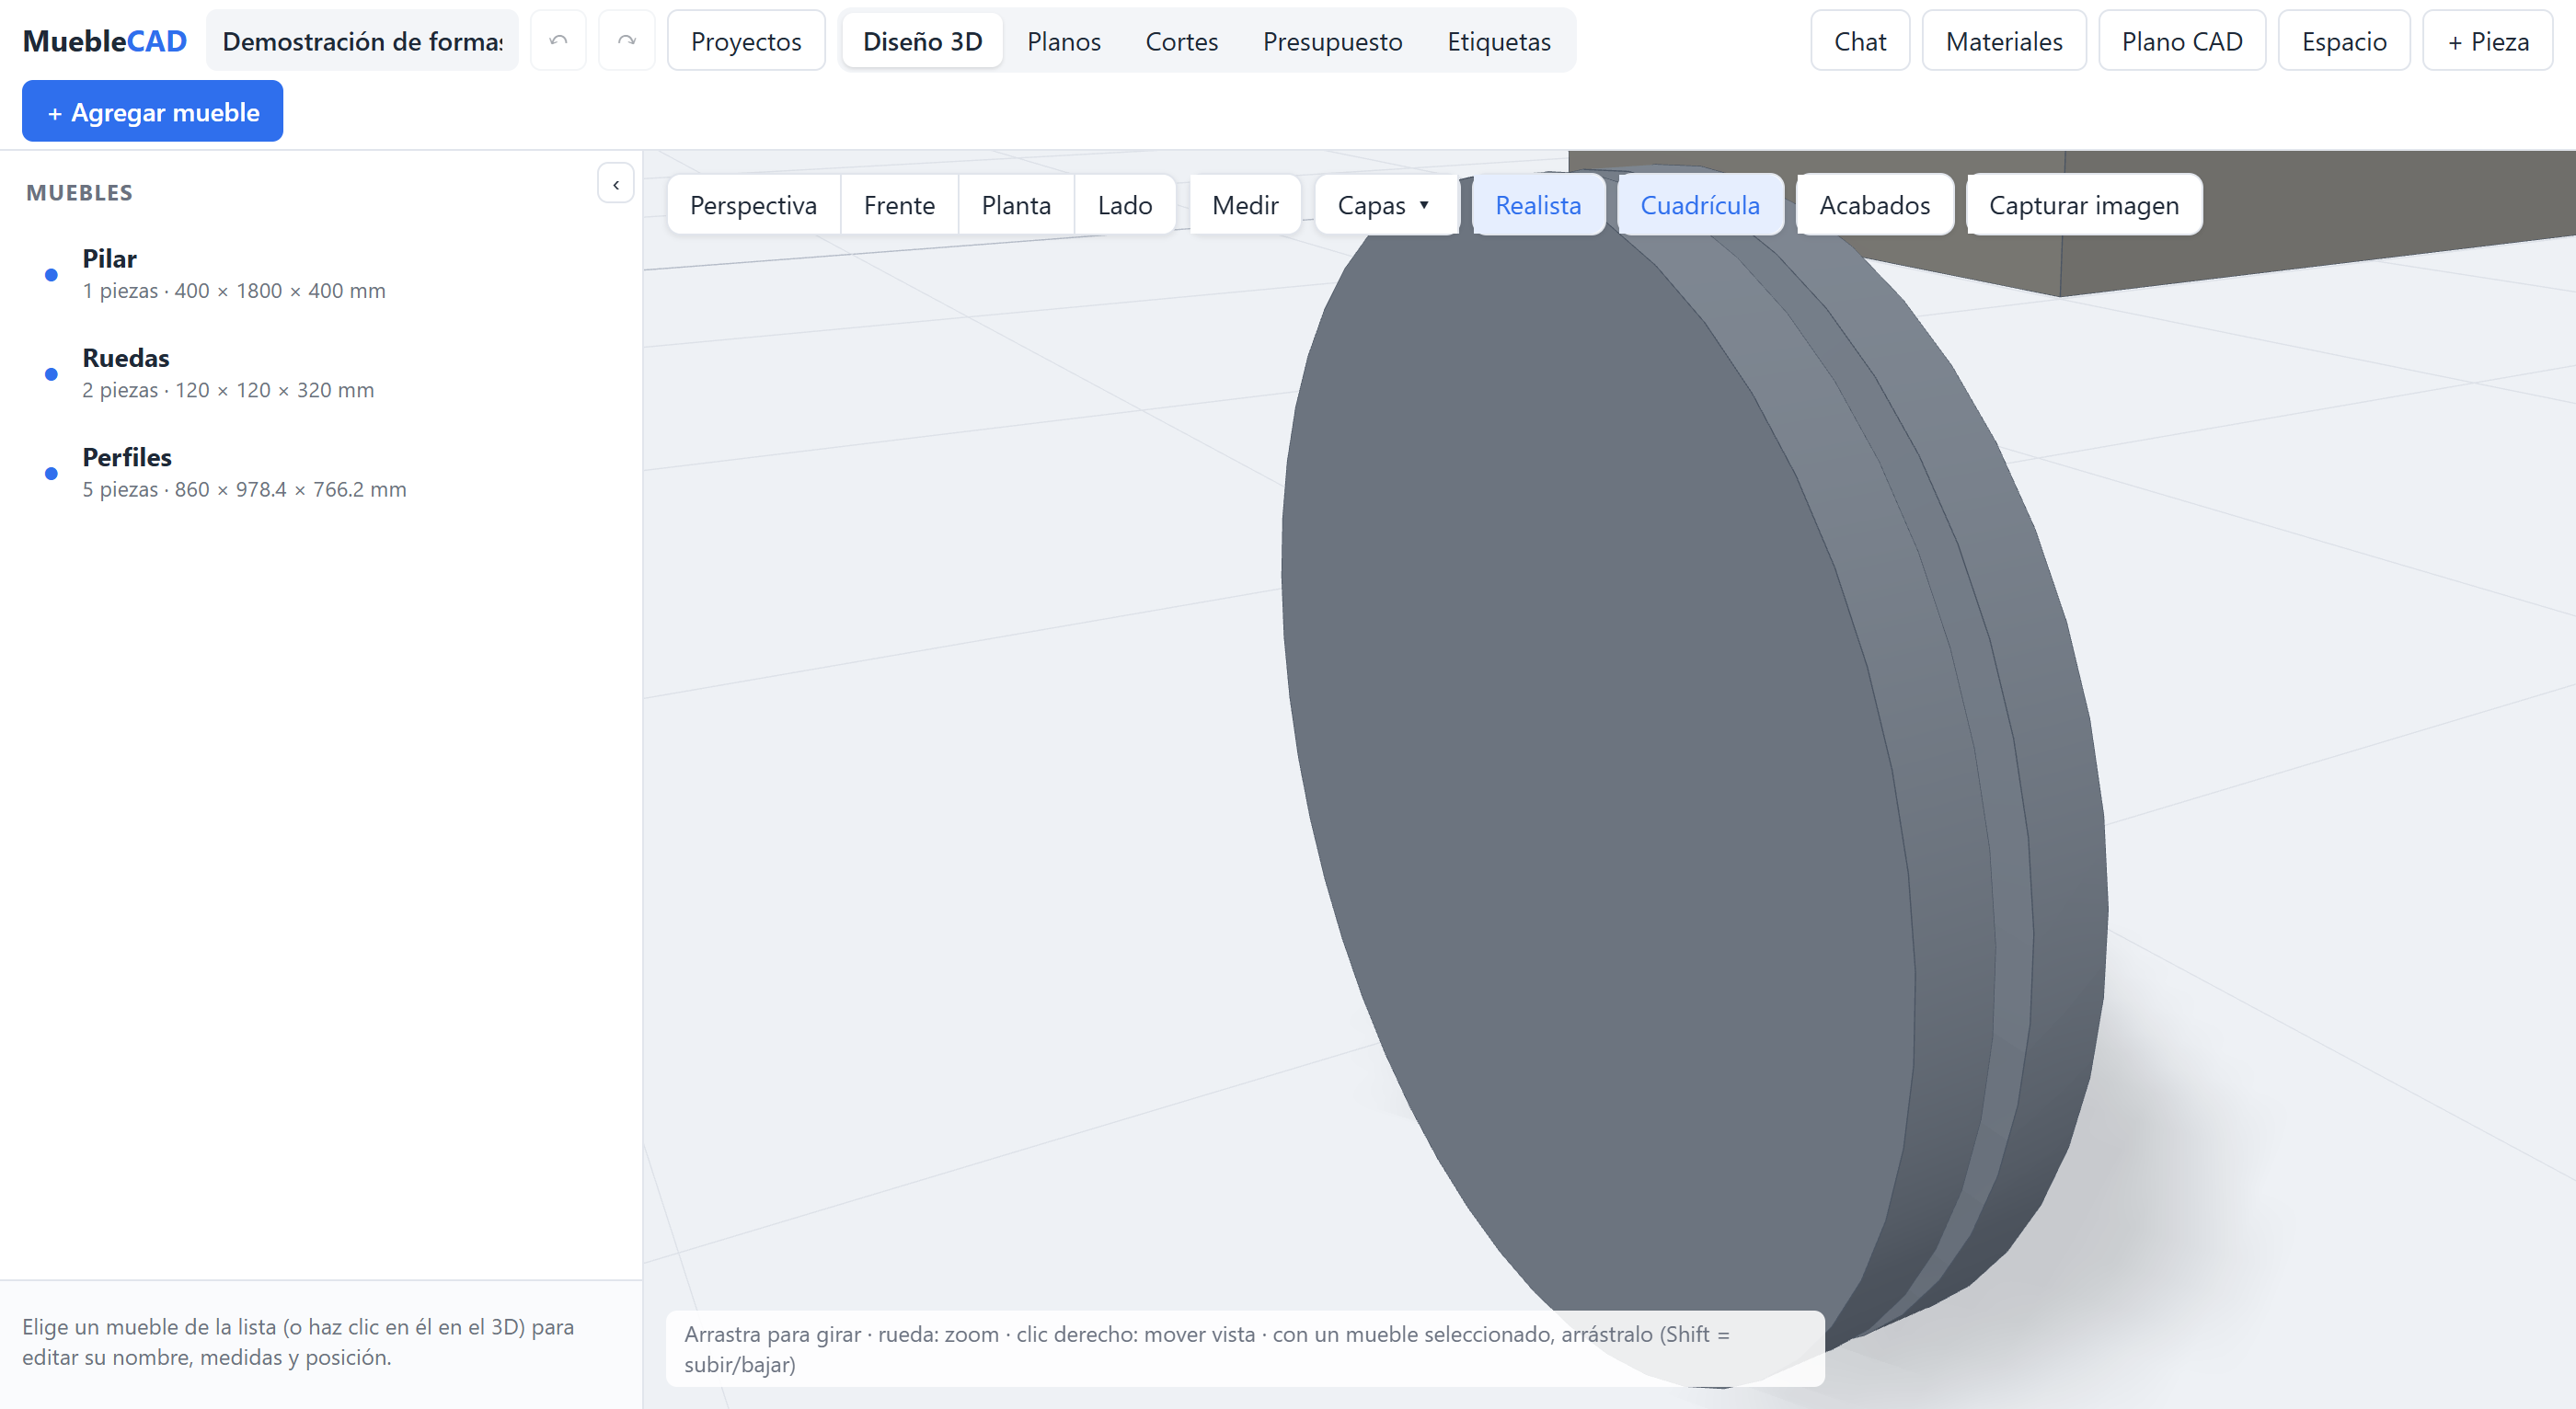 MuebleCAD
Demostración de formas
Proyectos
Diseño 3D
Planos
Cortes
Presupuesto
Etiquetas
Chat
Materiales
Plano CAD
Espacio
+ Pieza
+ Agregar mueble
MUEBLES
Pilar
1 piezas · 400 × 1800 × 400 mm
Ruedas
2 piezas · 120 × 120 × 320 mm
Perfiles
5 piezas · 860 × 978.4 × 766.2 mm
Perspectiva
Frente
Planta
Lado
Medir
Capas ▼
Realista
Cuadrícula
Acabados
Capturar imagen
Elige un mueble de la lista (o haz clic en él en el 3D) para
editar su nombre, medidas y posición.
Arrastra para girar · rueda: zoom · clic derecho: mover vista · con un mueble seleccionado, arrástralo (Shift =
subir/bajar)